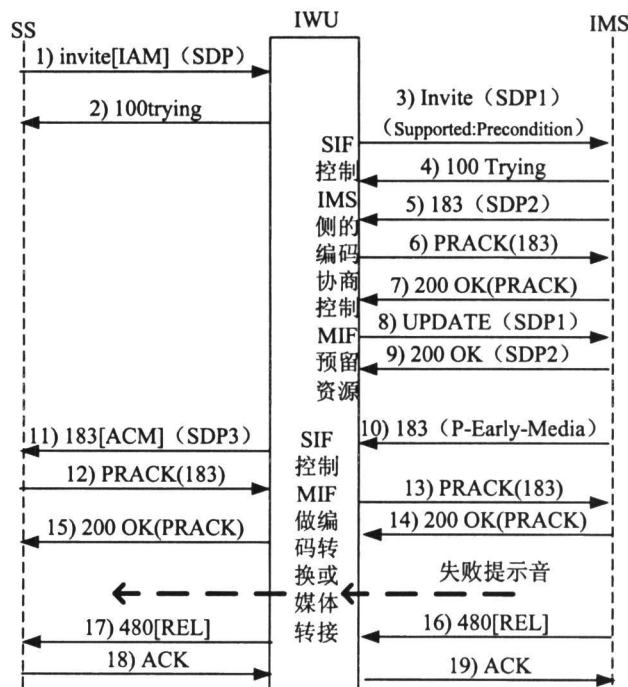 SS
IWU
IMS
1) invite[IAM]（SDP）
2) 100trying
3) Invite（SDP1）
（Supported:Precondition）
4) 100 Trying
5) 183（SDP2）
6) PRACK(183)
7) 200 OK(PRACK)
8) UPDATE（SDP1）
9) 200 OK（SDP2）
SIF
控制
IMS
侧的
编码
协商
控制
MIF
预留
资源
10) 183（P-Early-Media）
11) 183[ACM]（SDP3）
12) PRACK(183)
13) PRACK(183)
14) 200 OK(PRACK)
15) 200 OK(PRACK)
SIF
控制
MIF
做编
码转
换或
媒体
转接
失败提示音
16) 480[REL]
17) 480[REL]
18) ACK
19) ACK